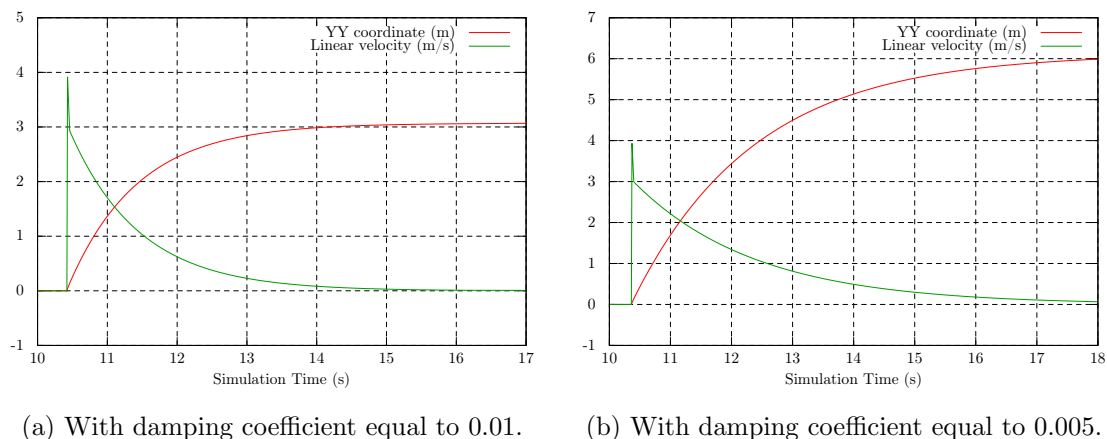 5
4
3
2
1
0
-1
10 11 12 13 14 15 16 17
Simulation Time (s)
YY coordinate (m)
Linear velocity (m/s)
(a) With damping coefficient equal to 0.01.
7
6
5
4
3
2
1
0
-1
10 11 12 13 14 15 16 17 18
Simulation Time (s)
YY coordinate (m)
Linear velocity (m/s)
(b) With damping coefficient equal to 0.005.